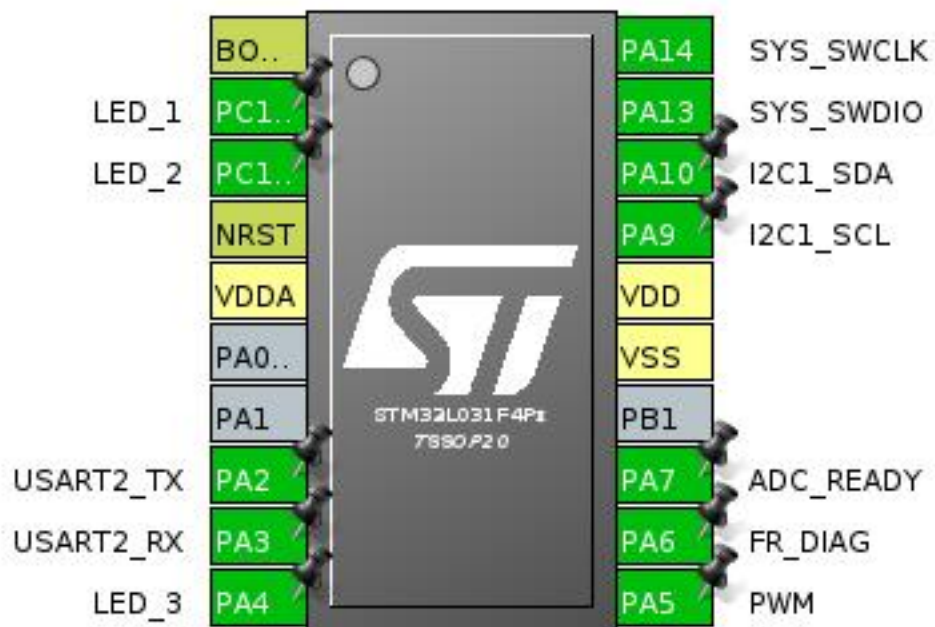 BO.. PA14 SYS_SWCLK
LED_1 PC1.. PA13 SYS_SWDIO
LED_2 PC1.. PA10 I2C1_SDA
NRST PA9 I2C1_SCL
VDDA VDD
PA0.. VSS
PA1 PB1
STM32L031F4Px
TSSOP20
USART2_TX PA2 PA7 ADC_READY
USART2_RX PA3 PA6 FR_DIAG
LED_3 PA4 PA5 PWM